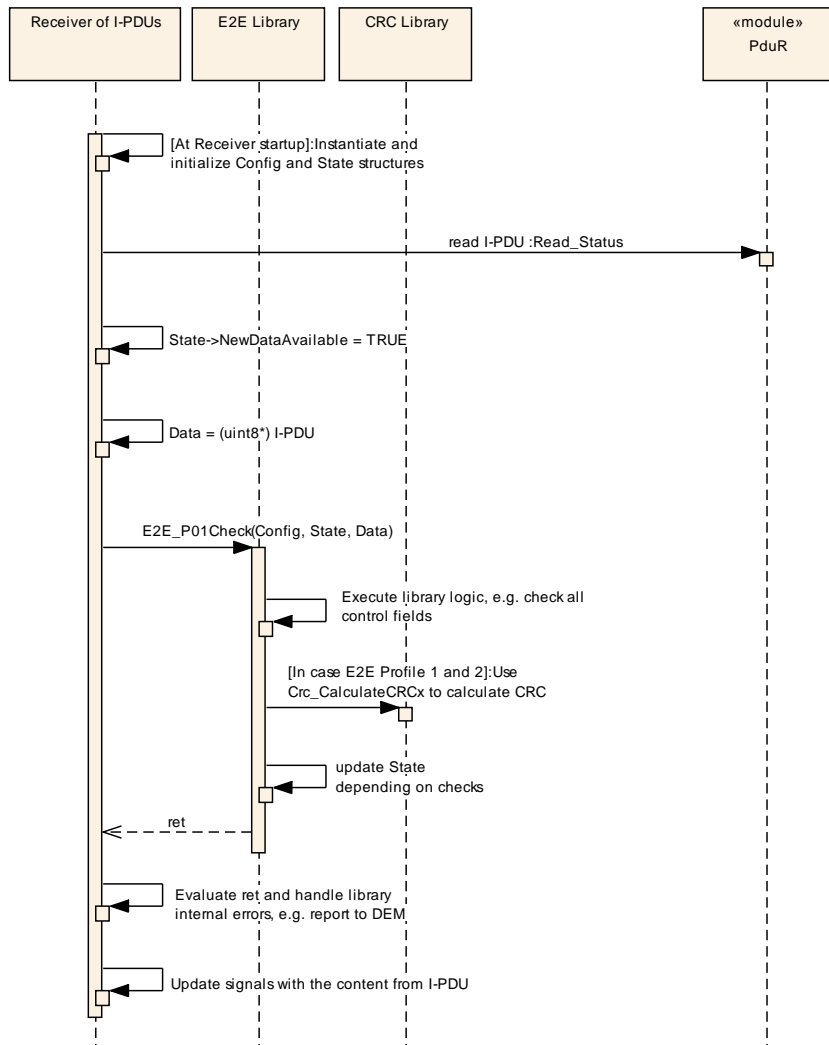 Receiver of I-PDUs
E2E Library
CRC Library
«module»
PduR
[At Receiver startup]:Instantiate and
initialize Config and State structures
read I-PDU :Read_Status
State->NewDataAvailable = TRUE
Data = (uint8*) I-PDU
E2E_P01Check(Config, State, Data)
Execute library logic, e.g. check all
control fields
[In case E2E Profile 1 and 2]:Use
Crc_CalculateCRCx to calculate CRC
update State
depending on checks
ret
Evaluate ret and handle library
internal errors, e.g. report to DEM
Update signals with the content from I-PDU